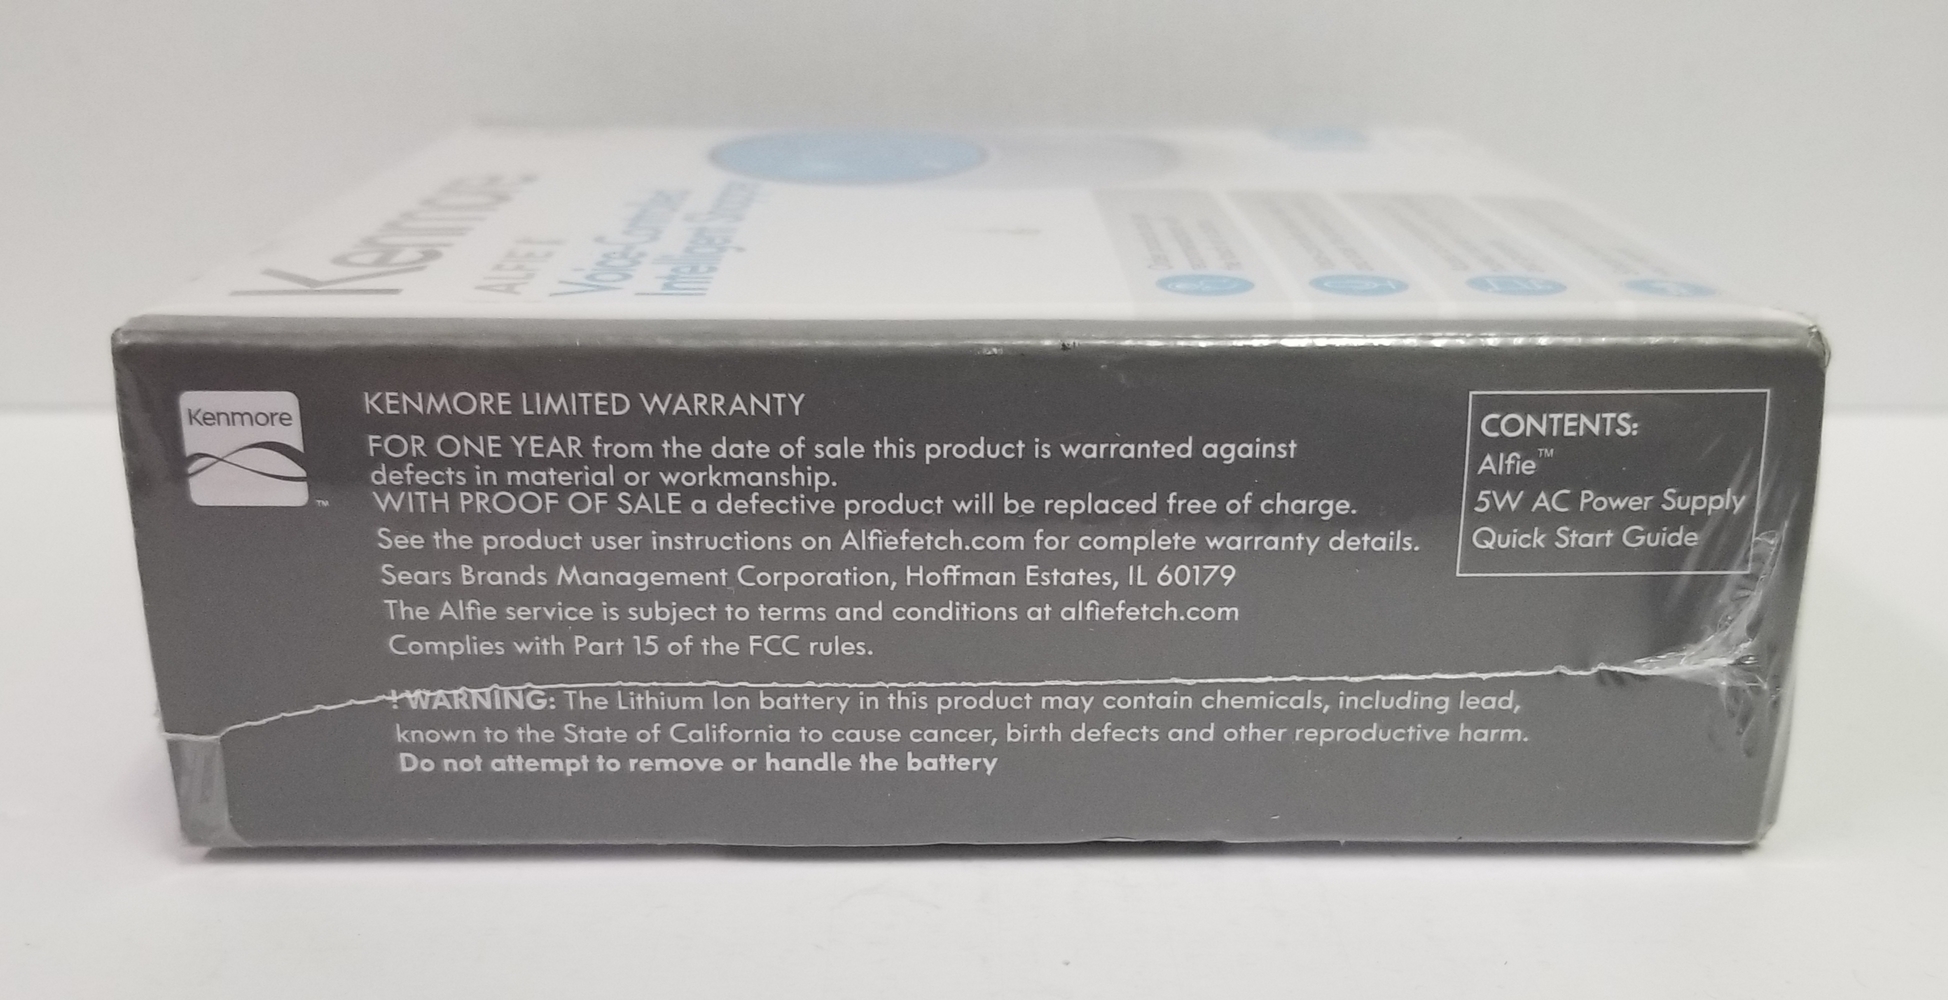 Kenmore
ALFIE
Voice-Controlled
Intelligent Shopper
Kenmore
TM
KENMORE LIMITED WARRANTY
FOR ONE YEAR from the date of sale this product is warranted against
defects in material or workmanship.
WITH PROOF OF SALE a defective product will be replaced free of charge.
See the product user instructions on Alfiefetch.com for complete warranty details.
Sears Brands Management Corporation, Hoffman Estates, IL 60179
The Alfie service is subject to terms and conditions at alfiefetch.com
Complies with Part 15 of the FCC rules.
! WARNING: The Lithium Ion battery in this product may contain chemicals, including lead,
known to the State of California to cause cancer, birth defects and other reproductive harm.
Do not attempt to remove or handle the battery
CONTENTS:
Alfie™
5W AC Power Supply
Quick Start Guide